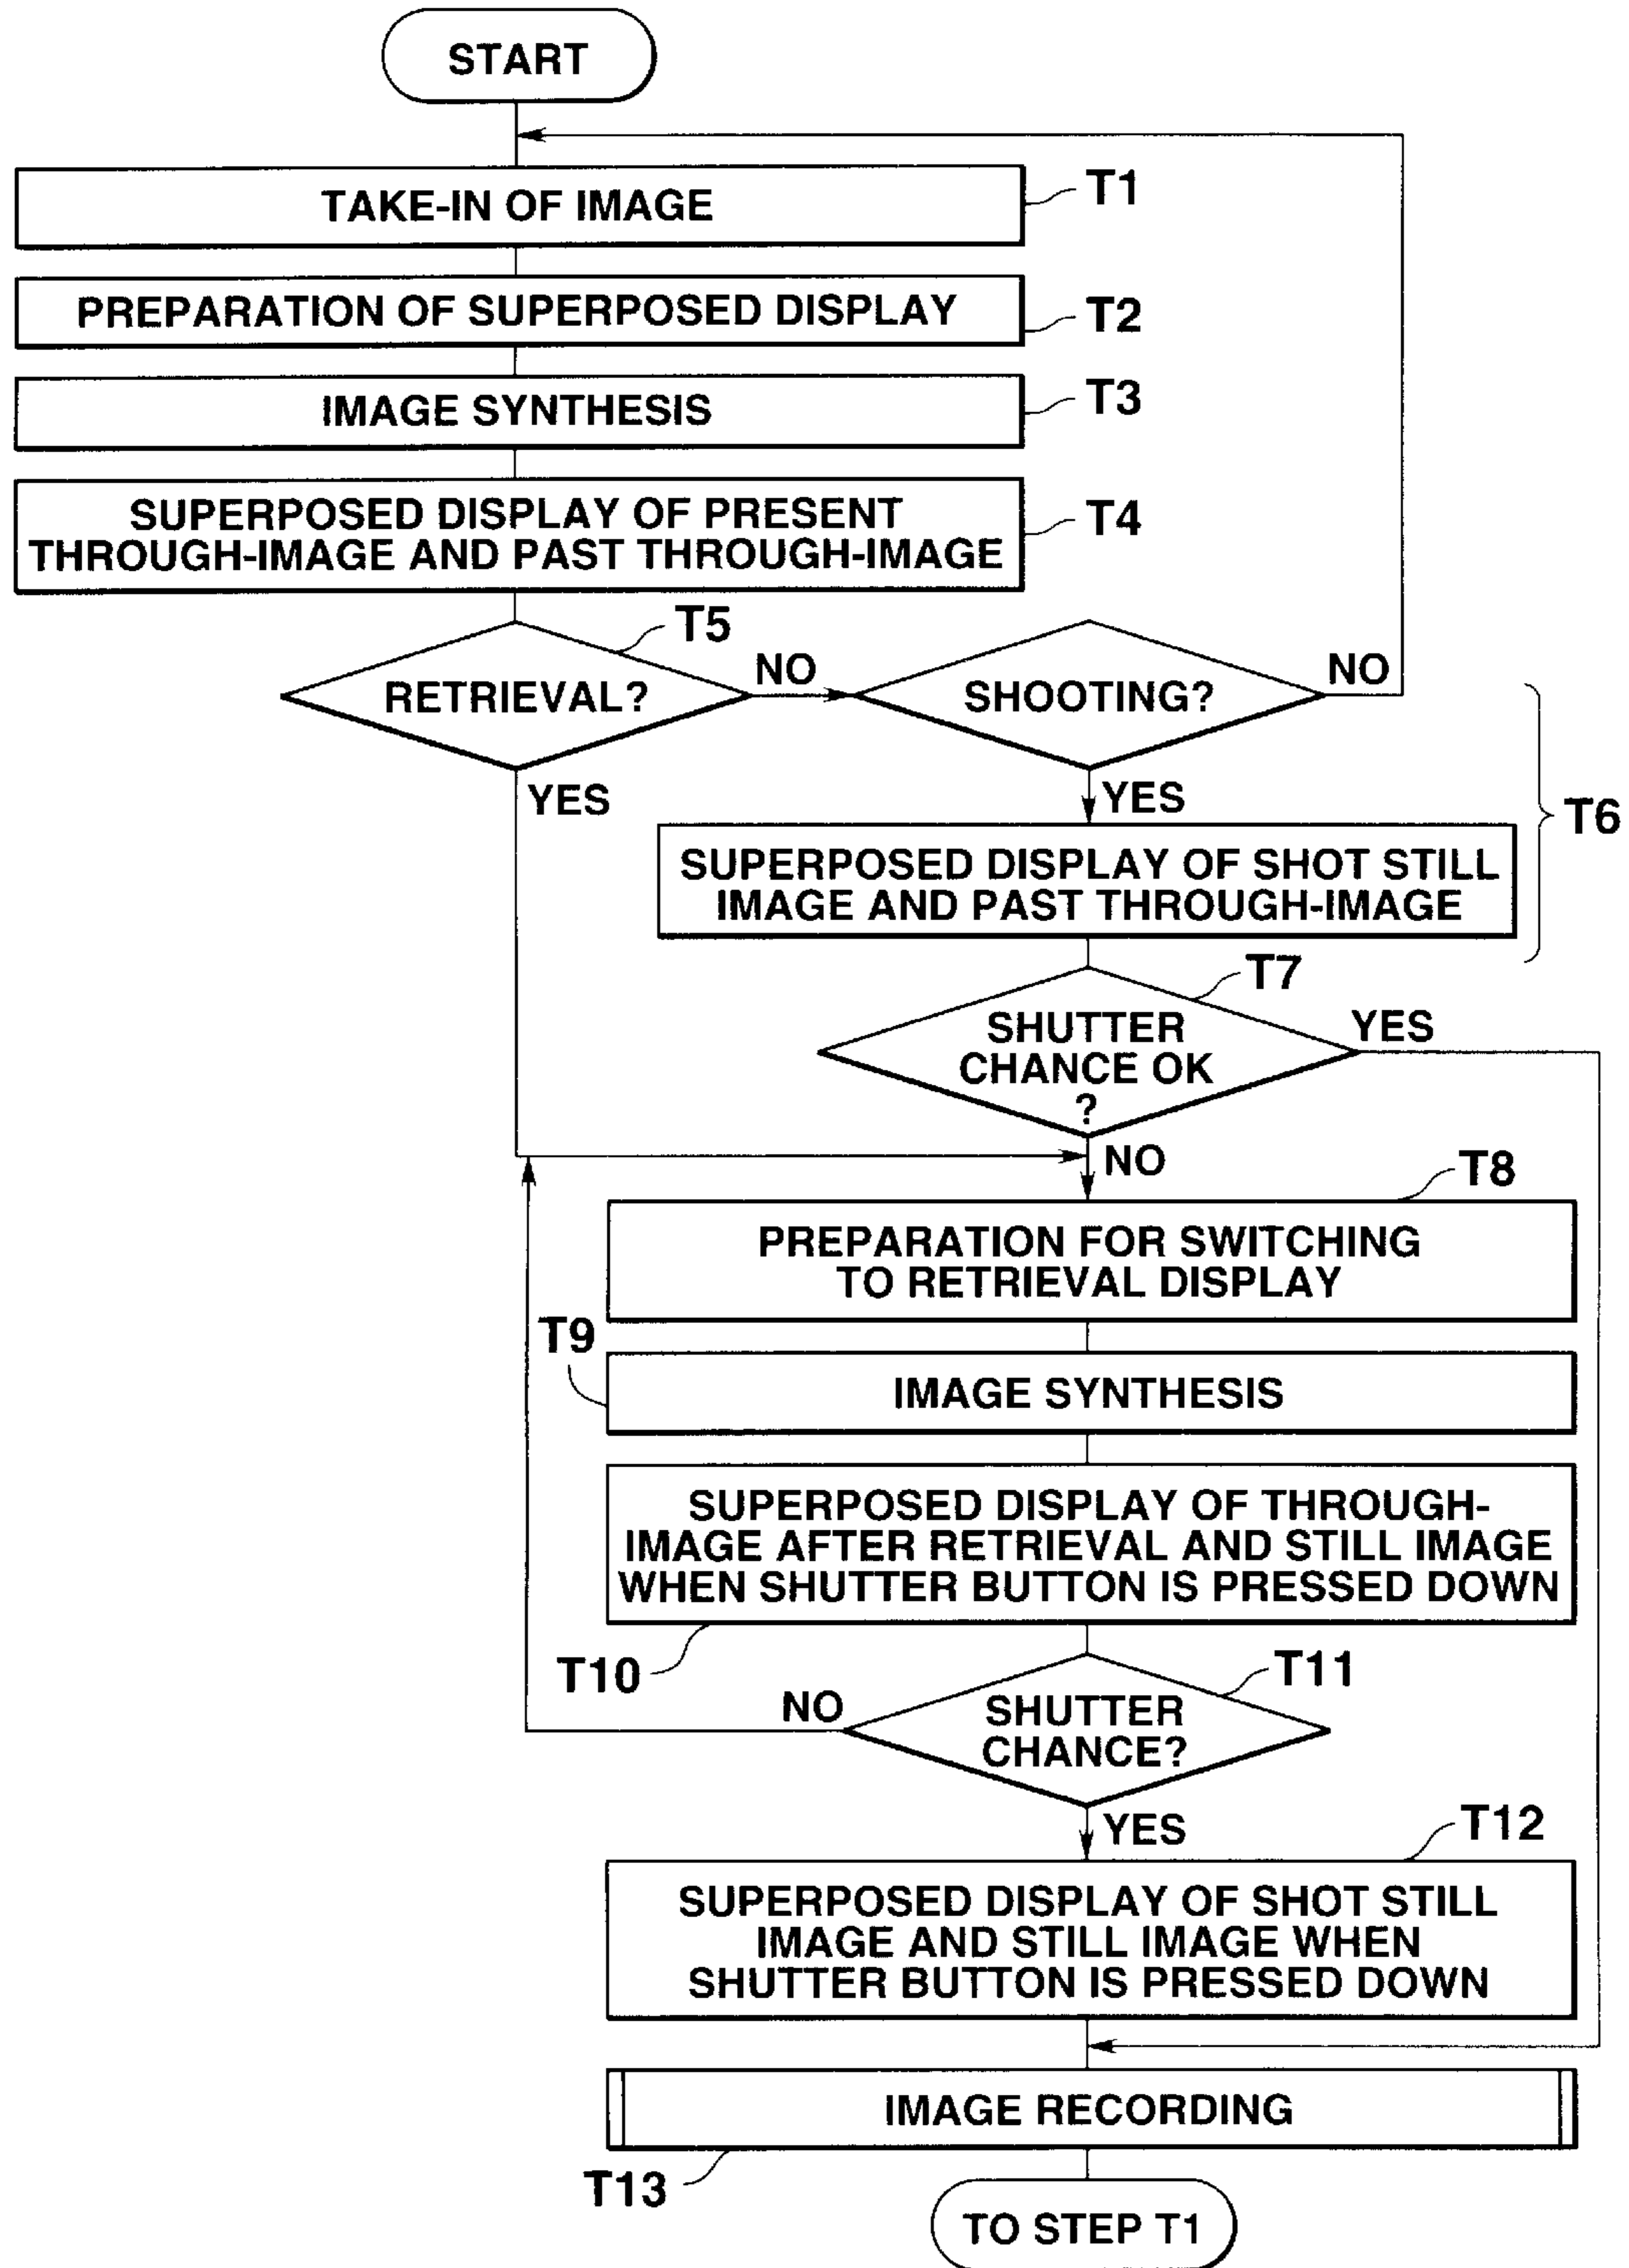 START
TAKE-IN OF IMAGE
T1
PREPARATION OF SUPERPOSED DISPLAY
T2
IMAGE SYNTHESIS
T3
SUPERPOSED DISPLAY OF PRESENT
THROUGH-IMAGE AND PAST THROUGH-IMAGE
T4
T5
RETRIEVAL?
NO
SHOOTING?
NO
YES
YES
T6
SUPERPOSED DISPLAY OF SHOT STILL
IMAGE AND PAST THROUGH-IMAGE
T7
SHUTTER
CHANCE OK
?
YES
NO
T8
PREPARATION FOR SWITCHING
TO RETRIEVAL DISPLAY
T9
IMAGE SYNTHESIS
SUPERPOSED DISPLAY OF THROUGH-
IMAGE AFTER RETRIEVAL AND STILL IMAGE
WHEN SHUTTER BUTTON IS PRESSED DOWN
T10
T11
NO
SHUTTER
CHANCE?
YES
T12
SUPERPOSED DISPLAY OF SHOT STILL
IMAGE AND STILL IMAGE WHEN
SHUTTER BUTTON IS PRESSED DOWN
IMAGE RECORDING
T13
TO STEP T1